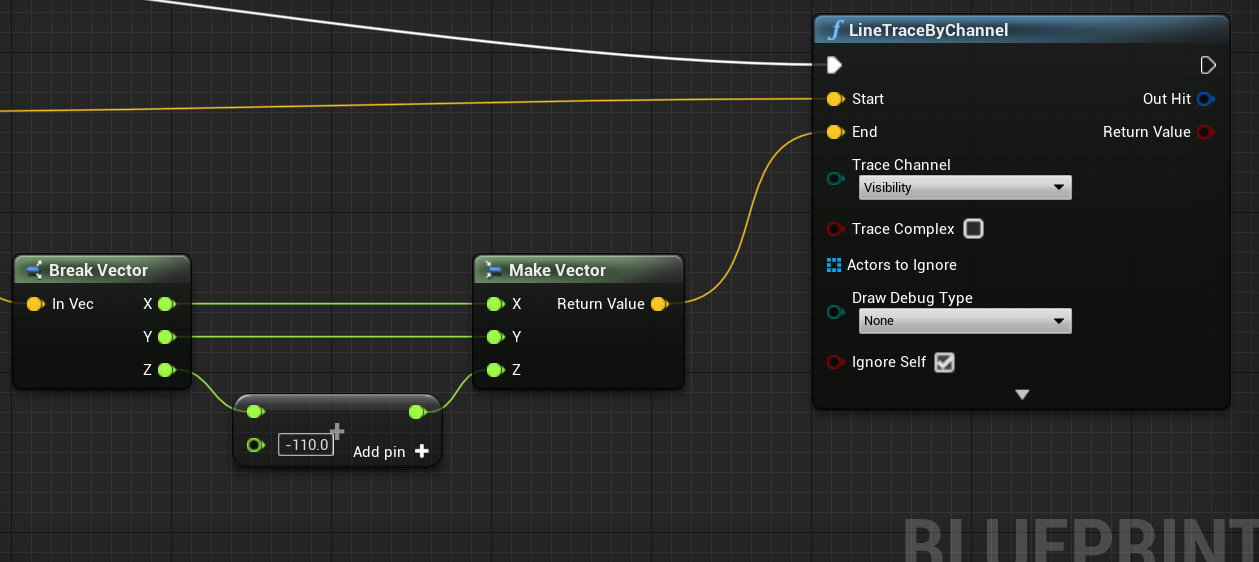 LineTraceByChannel
Start
Out Hit
End
Return Value
Trace Channel
Visibility
Trace Complex
Actors to Ignore
Draw Debug Type
None
Ignore Self
Break Vector
In Vec X
Y
Z
Make Vector
X Return Value
Y
Z
-110.0
Add pin
BLUEPRINT